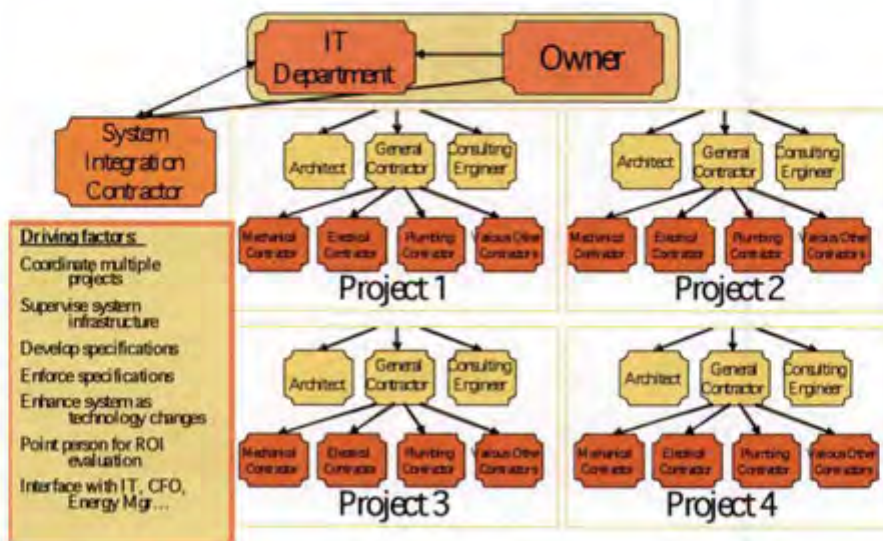 IT
Department
Owner
System
Integration
Contractor
Driving factors
Coordinate multiple
projects
Supervise system
infrastructure
Develop specifications
Enforce specifications
Enhance system as
technology changes
Point person for ROI
evaluation
Interface with IT, CFO,
Energy Mgr...
Architect
General
Contractor
Consulting
Engineer
Mechanical
Contractor
Electrical
Contractor
Plumbing
Contractor
Various Other
Contractors
Project 1
Architect
General
Contractor
Consulting
Engineer
Mechanical
Contractor
Electrical
Contractor
Plumbing
Contractor
Various Other
Contractors
Project 2
Architect
General
Contractor
Consulting
Engineer
Mechanical
Contractor
Electrical
Contractor
Plumbing
Contractor
Various Other
Contractors
Project 3
Architect
General
Contractor
Consulting
Engineer
Mechanical
Contractor
Electrical
Contractor
Plumbing
Contractor
Various Other
Contractors
Project 4